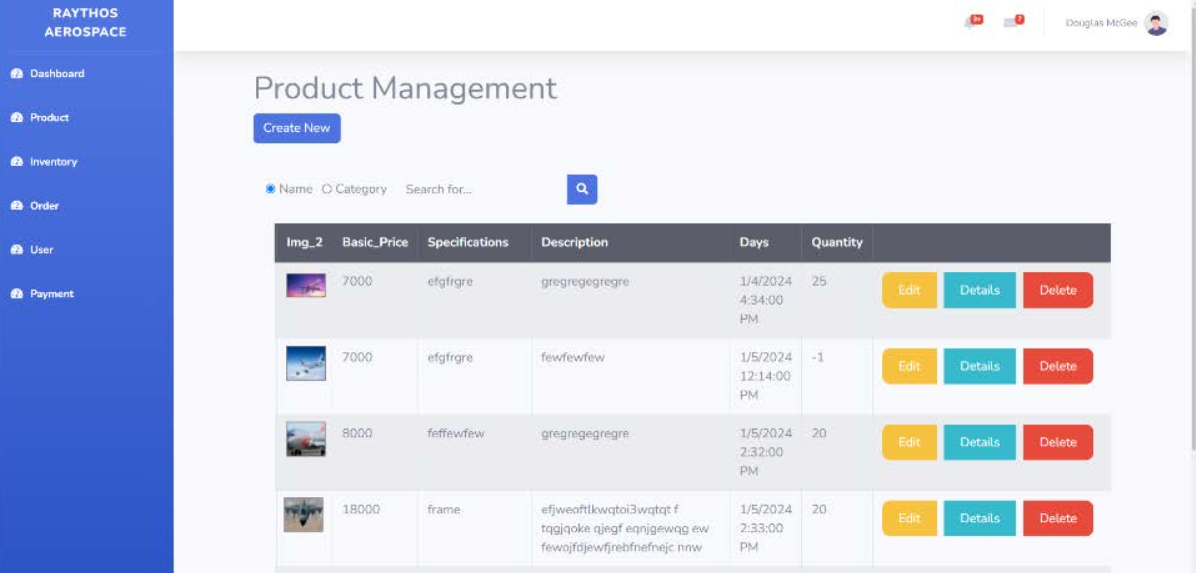 RAYTHOS
AEROSPACE
Dashboard
Product
Inventory
Order
User
Payment
Douglas McGee
Product Management
Create New
Name Category Search for...
Img_2 Basic_Price Specifications Description Days Quantity
7000 efgfrgre gregregegregre 1/4/2024 25 Edit Details Delete
4:34:00
PM
7000 efgfrgre fewfewfew 1/5/2024 -1 Edit Details Delete
12:14:00
PM
8000 feffewfew gregregegregre 1/5/2024 20 Edit Details Delete
2:32:00
PM
18000 frame efjweoftlkwqtoi3wqtqt f 1/5/2024 20 Edit Details Delete
tqgjqoke qjegf eqnjgewqg ew 2:33:00
fewojfdjewfjrebfnefnejc nnw PM